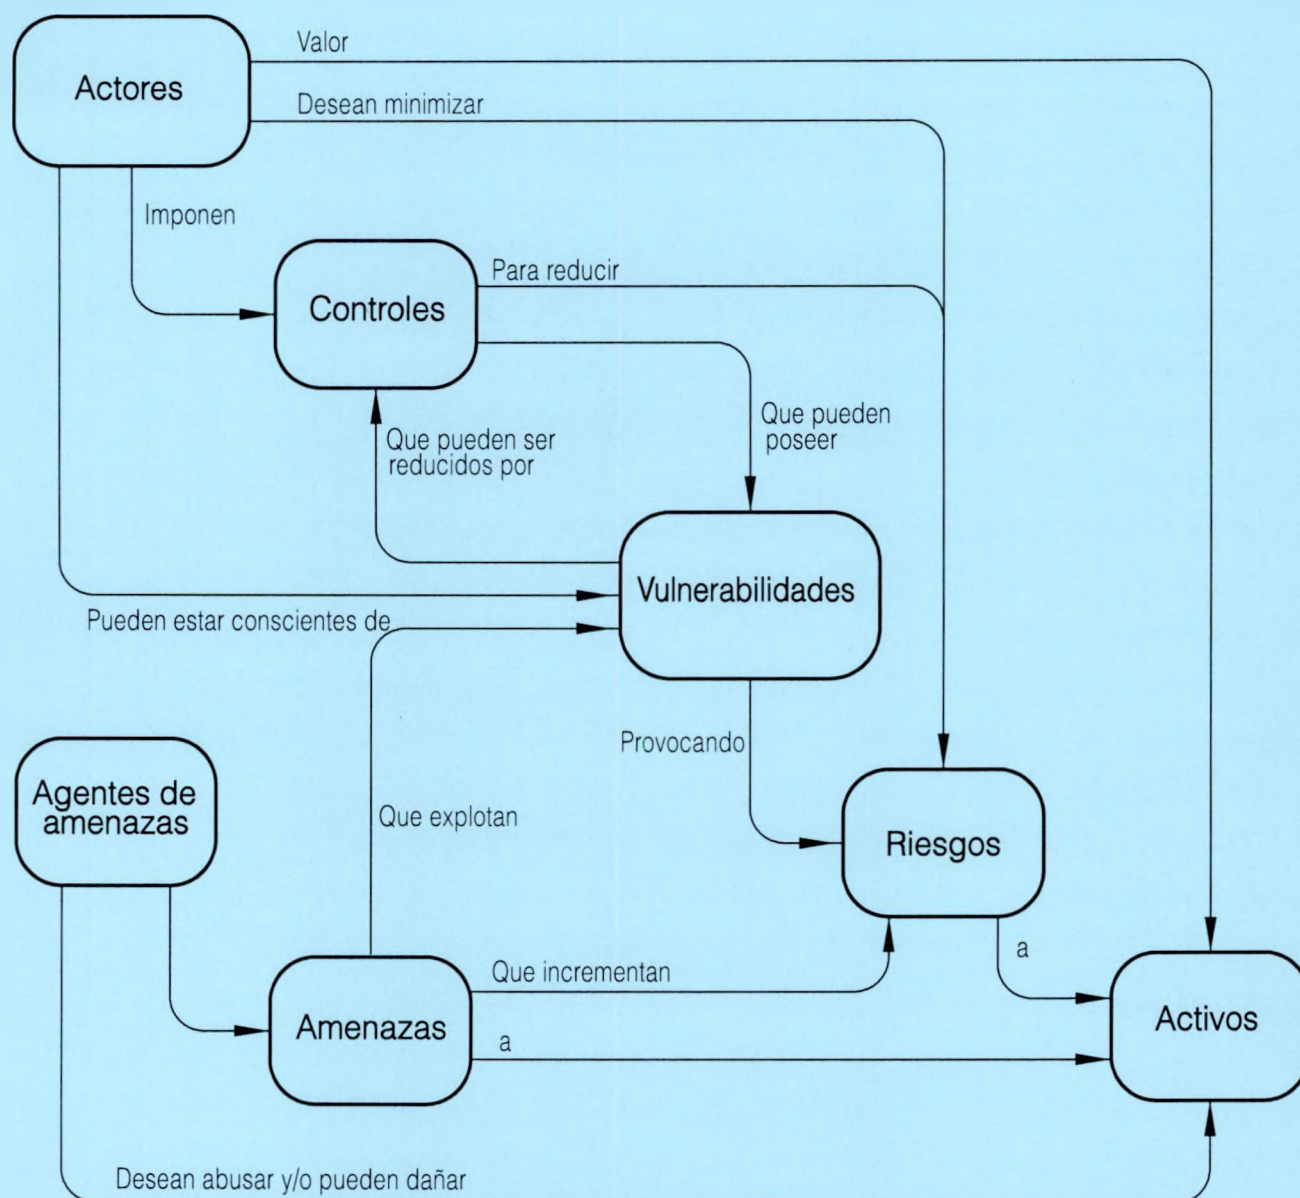 Valor
Actores
Desean minimizar
Imponen
Para reducir
Controles
Que pueden
poseer
Que pueden ser
reducidos por
Vulnerabilidades
Pueden estar conscientes de
Provocando
Agentes de
amenazas
Que explotan
Riesgos
a
Que incrementan
Activos
Amenazas
a
Desean abusar y/o pueden dañar